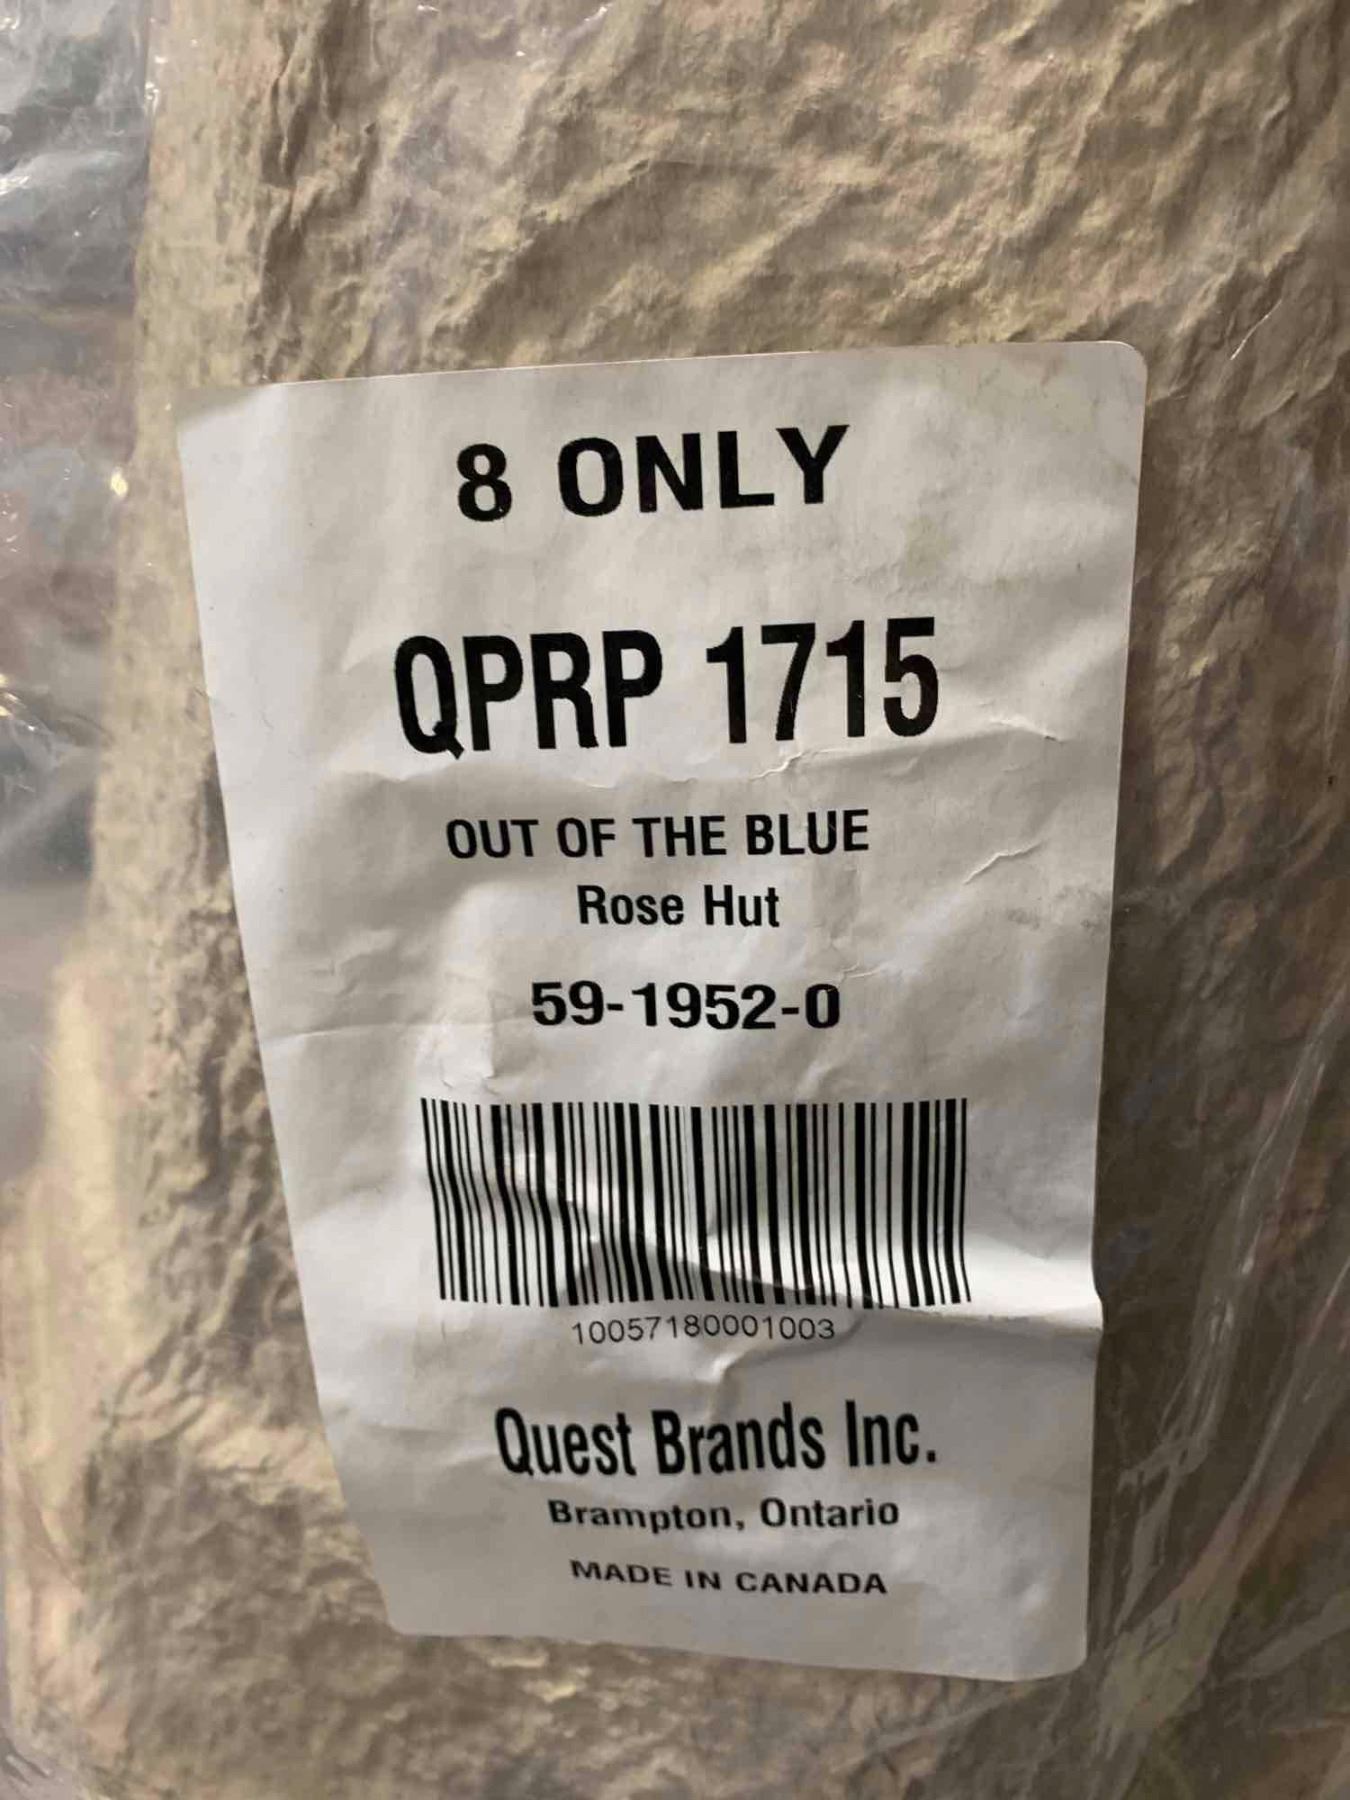 8 ONLY
QPRP 1715
OUT OF THE BLUE
Rose Hut
59-1952-0
10057180001003
Quest Brands Inc.
Brampton, Ontario
MADE IN CANADA